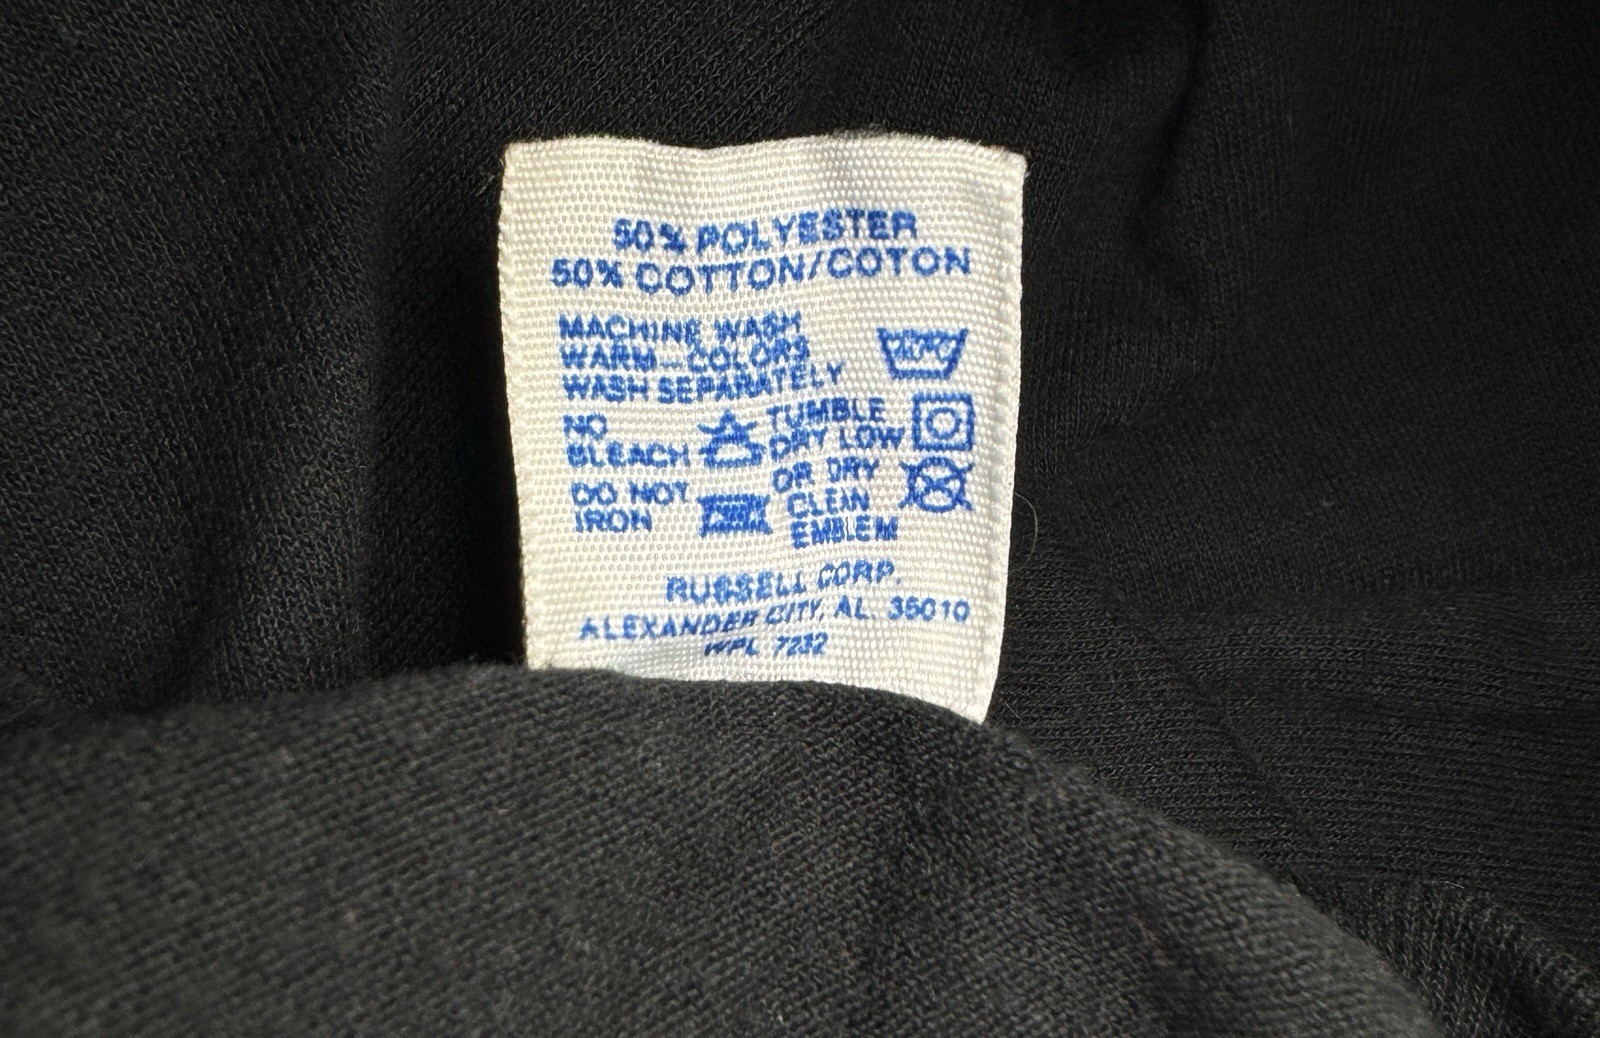 50% POLYESTER
50% COTTON/COTON
MACHINE WASH
WARM—COLORS
WASH SEPARATELY
NO
BLEACH
DO NOT
IRON
TUMBLE
DRY LOW
OR DRY
CLEAN
EMBLEM
RUSSELL CORP.
ALEXANDER CITY, AL. 35010
WPL 7232